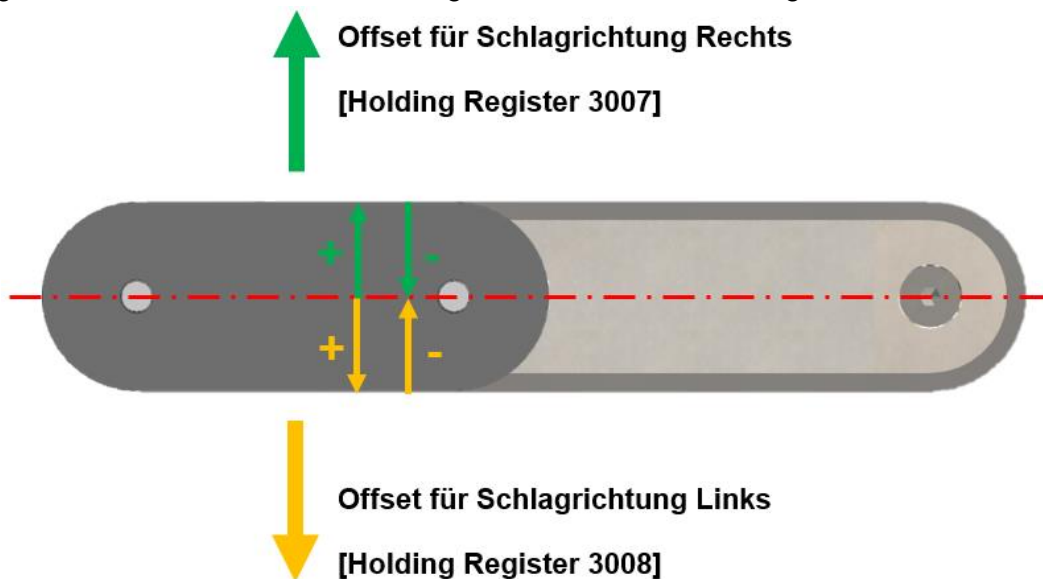 Offset für Schlagrichtung Rechts
[Holding Register 3007]
+ -
+ -
Offset für Schlagrichtung Links
[Holding Register 3008]